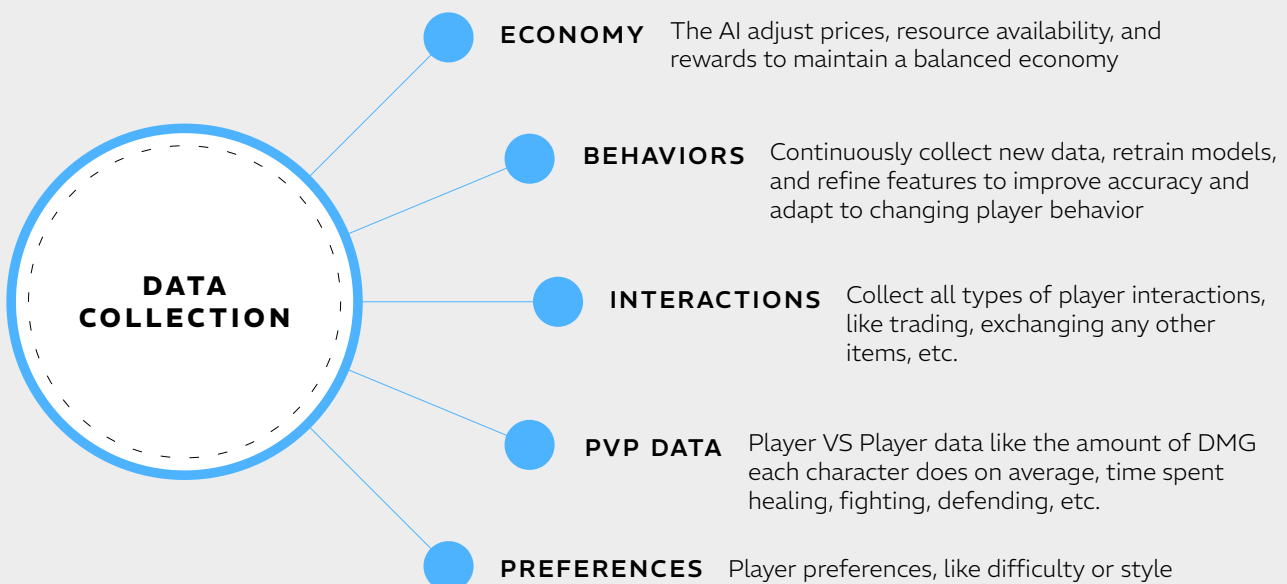 ECONOMY
The AI adjust prices, resource availability, and
rewards to maintain a balanced economy
BEHAVIORS
Continuously collect new data, retrain models,
and refine features to improve accuracy and
adapt to changing player behavior
DATA
COLLECTION
INTERACTIONS
Collect all types of player interactions,
like trading, exchanging any other
items, etc.
PVP DATA
Player VS Player data like the amount of DMG
each character does on average, time spent
healing, fighting, defending, etc.
PREFERENCES
Player preferences, like difficulty or style